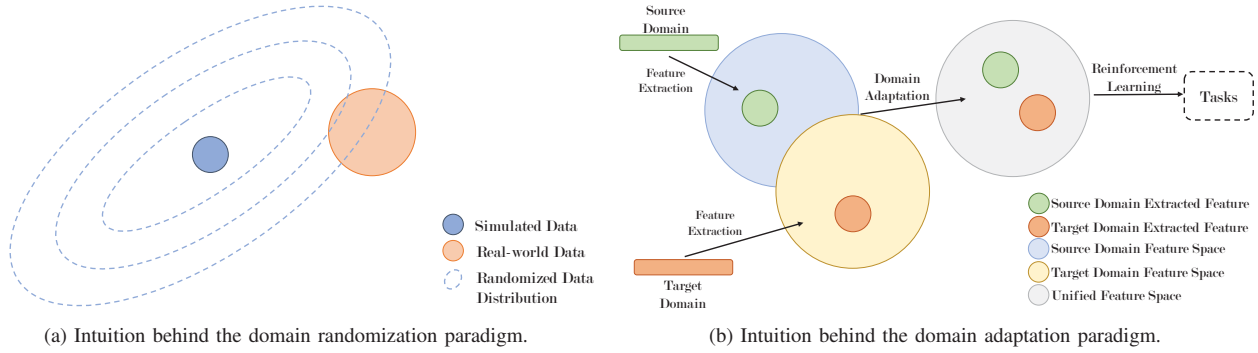 Simulated Data
Real-world Data
Randomized Data
Distribution
(a) Intuition behind the domain randomization paradigm.
Source
Domain
Feature
Extraction
Domain
Adaptation
Reinforcement
Learning
Tasks
Feature
Extraction
Target
Domain
Source Domain Extracted Feature
Target Domain Extracted Feature
Source Domain Feature Space
Target Domain Feature Space
Unified Feature Space
(b) Intuition behind the domain adaptation paradigm.